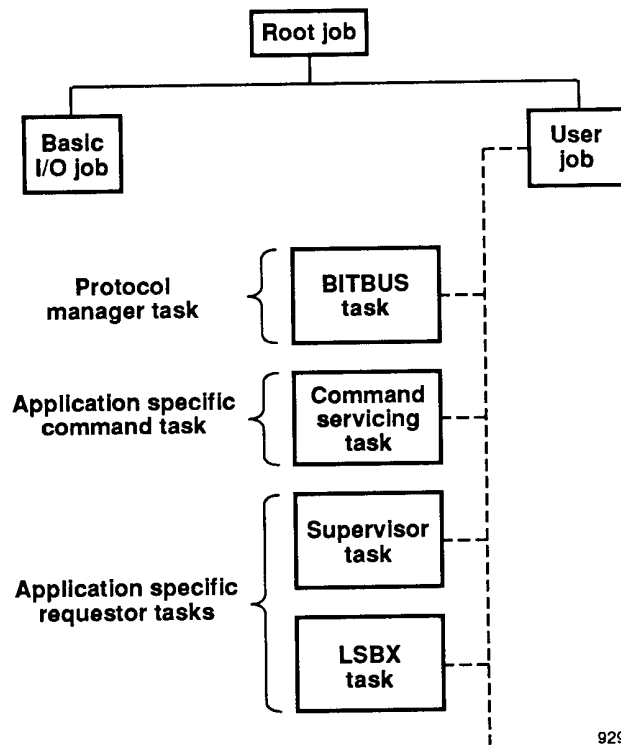 Root job
Basic
I/O job
User
job
Protocol
manager task
BITBUS
task
Application specific
command task
Command
servicing
task
Supervisor
task
Application specific
requestor tasks
LSBX
task
929